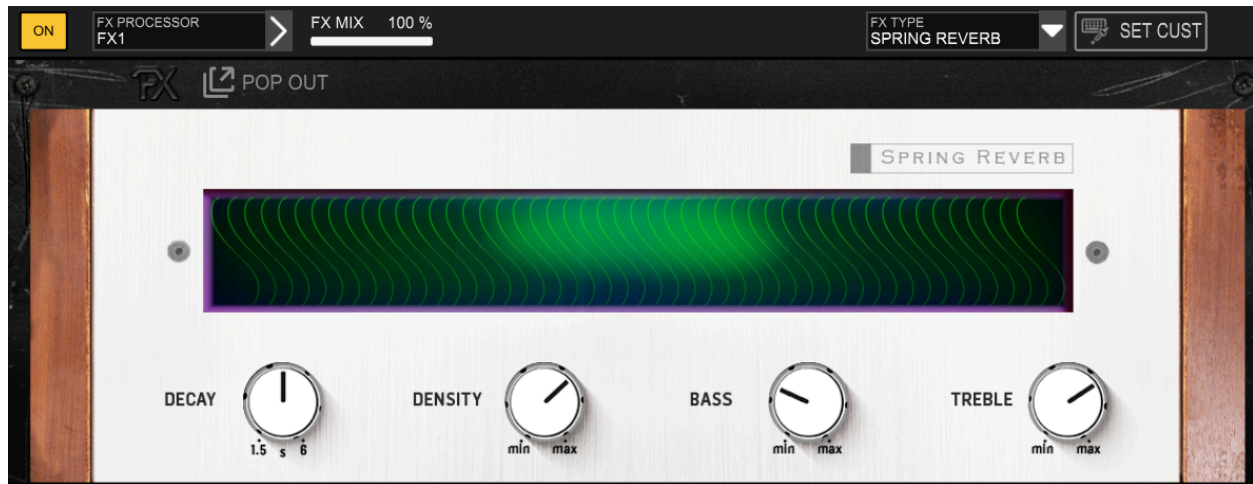 ON
FX PROCESSOR
FX1
FX MIX 100 %
FX TYPE
SPRING REVERB
SET CUST
FX
POP OUT
SPRING REVERB
DECAY
1.5 s 6
DENSITY
min max
BASS
min max
TREBLE
min max